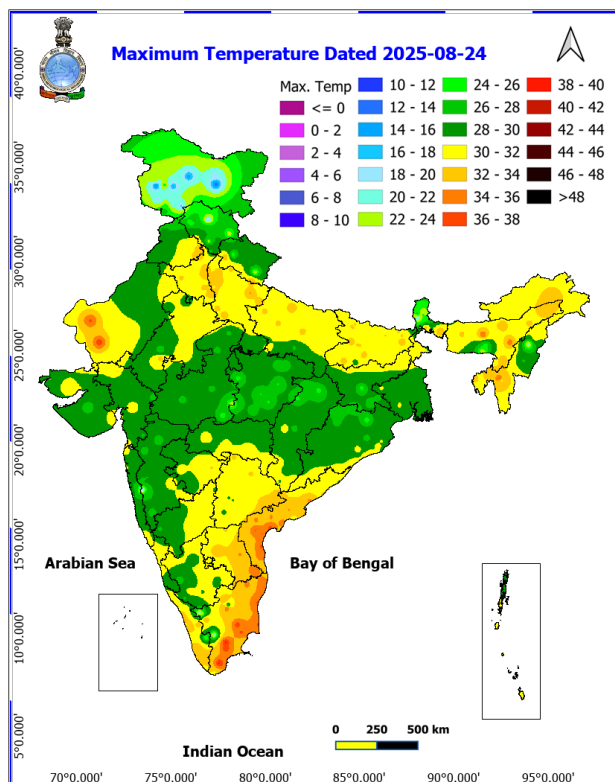 Maximum Temperature Dated 2025-08-24
Max. Temp
<= 0
0 - 2
2 - 4
4 - 6
6 - 8
8 - 10
10 - 12
12 - 14
14 - 16
16 - 18
18 - 20
20 - 22
22 - 24
24 - 26
26 - 28
28 - 30
30 - 32
32 - 34
34 - 36
36 - 38
38 - 40
40 - 42
42 - 44
44 - 46
46 - 48
>48
40°0.000'
35°0.000'
30°0.000'
25°0.000'
20°0.000'
15°0.000'
10°0.000'
5°0.000'
Arabian Sea
Bay of Bengal
Indian Ocean
0 250 500 km
70°0.000' 75°0.000' 80°0.000' 85°0.000' 90°0.000' 95°0.000'